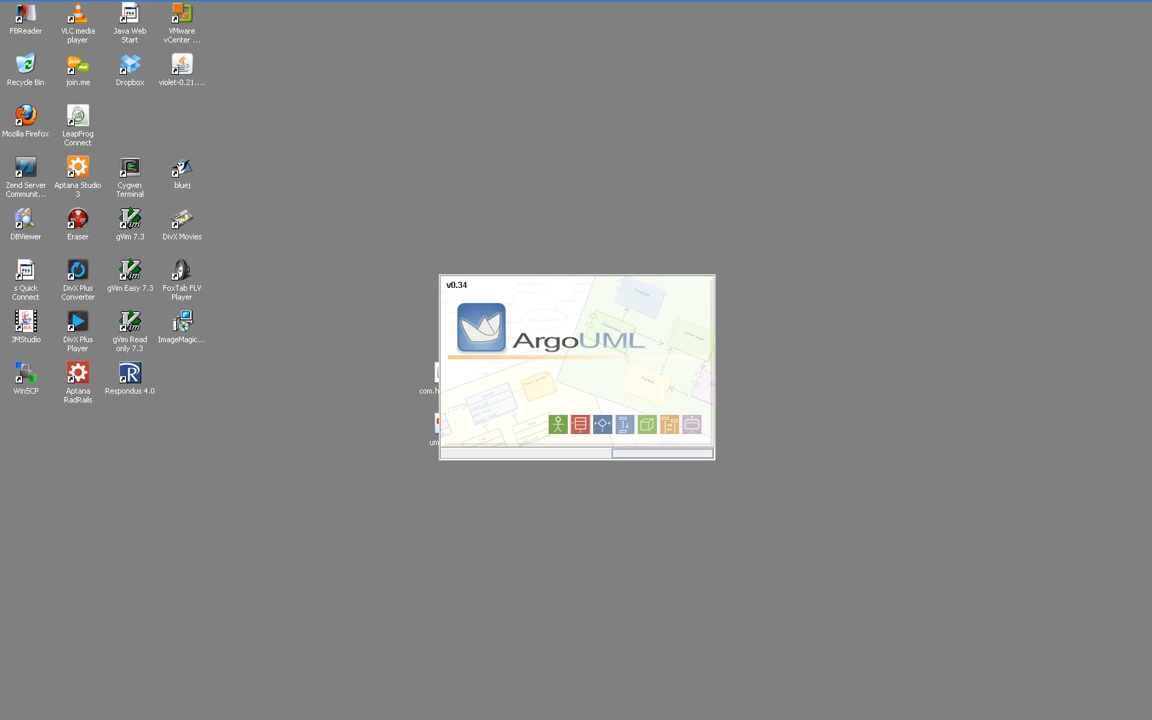 FBReader
VLC media
player
Java Web
Start
VMware
vCenter ...
Recycle Bin
join.me
Dropbox
violet-0.21....
Mozilla Firefox
LeapFrog
Connect
Zend Server
Communit...
Aptana Studio
3
Cygwin
Terminal
bluej
DBViewer
Eraser
gVim 7.3
DivX Movies
s Quick
Connect
DivX Plus
Converter
gVim Easy 7.3
FoxTab FLV
Player
JMStudio
DivX Plus
Player
gVim Read
only 7.3
ImageMagic...
WinSCP
Aptana
RadRails
Respondus 4.0
com.h
um
v0.34
ArgoUML